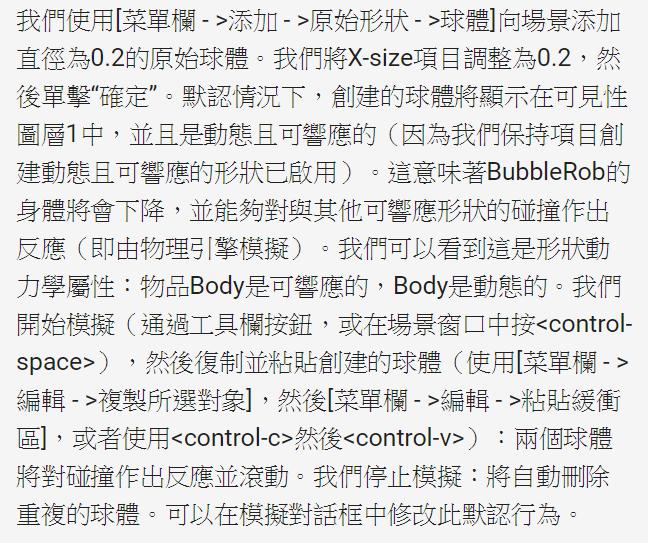 我們使用[菜單欄 - >添加 - >原始形狀 - >球體]向場景添加
直徑為0.2的原始球體。我們將X-size項目調整為0.2，然
後單擊“確定”。默認情況下，創建的球體將顯示在可見性
圖層1中，並且是動態且可響應的（因為我們保持項目創
建動態且可響應的形狀已啟用）。這意味著BubbleRob的
身體將會下降，並能夠對與其他可響應形狀的碰撞作出
反應（即由物理引擎模擬）。我們可以看到這是形狀動
力學屬性：物品Body是可響應的，Body是動態的。我們
開始模擬（通過工具欄按鈕，或在場景窗口中按<control-
space>），然後復制並粘貼創建的球體（使用[菜單欄 - >
編輯 - >複製所選對象]，然後[菜單欄 - >編輯 - >粘貼緩衝
區]，或者使用<control-c>然後<control-v>）：兩個球體
將對碰撞作出反應並滾動。我們停止模擬：將自動刪除
重複的球體。可以在模擬對話框中修改此默認行為。